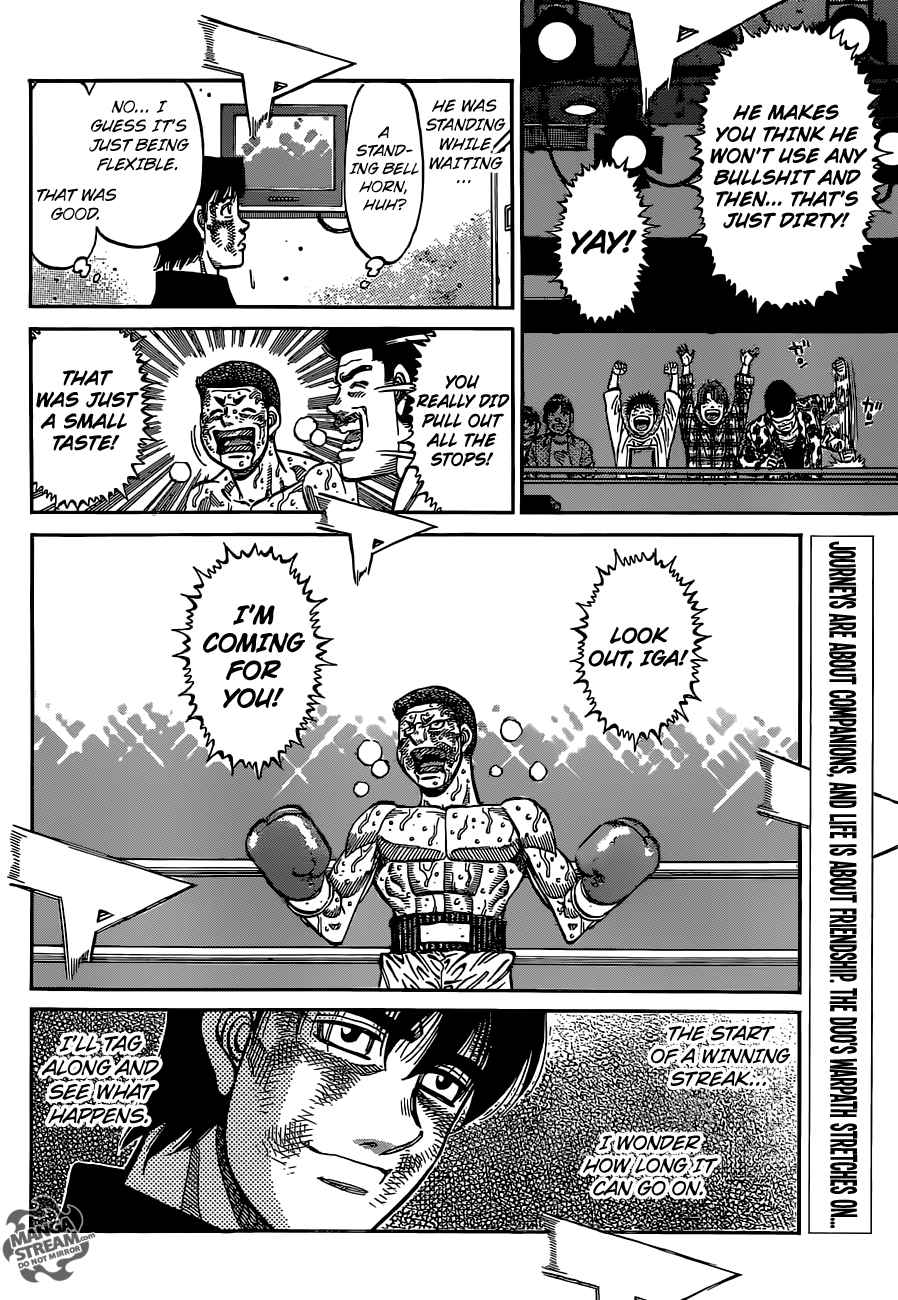 HE MAKES
YOU THINK HE
WON'T USE ANY
BULLSHIT AND
THEN... THAT'S
JUST DIRTY!
YAY!
HE WAS
STANDING
WHILE
WAITING
...
A
STAND-
ING BELL
HORN,
HUH?
NO... I
GUESS IT'S
JUST BEING
FLEXIBLE.
THAT WAS
GOOD.
YOU
REALLY DID
PULL OUT
ALL THE
STOPS!
THAT
WAS JUST
A SMALL
TASTE!
LOOK
OUT, IGA!
I'M
COMING
FOR
YOU!
JOURNEYS ARE ABOUT COMPANIONS, AND LIFE IS ABOUT FRIENDSHIP. THE DUO'S WARPATH STRETCHES ON...
THE START
OF A WINNING
STREAK...
I WONDER
HOW LONG IT
CAN GO ON.
I'LL TAG
ALONG AND
SEE WHAT
HAPPENS.
MANGA
STREAM.com
DO NOT MIRROR